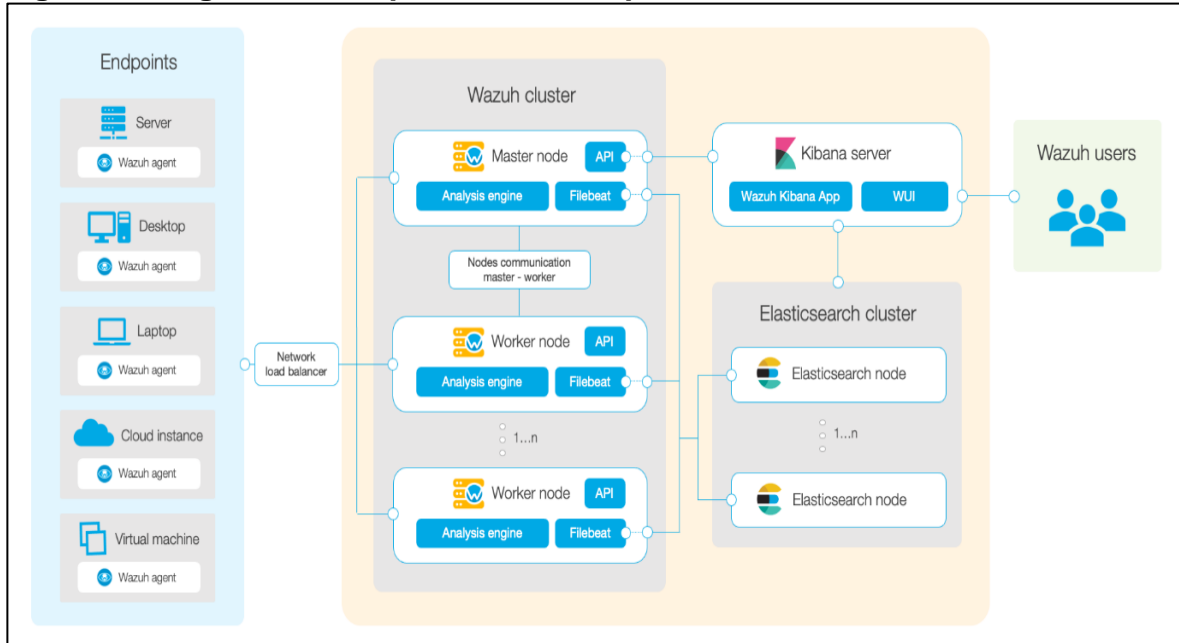 Endpoints
Server
Wazuh agent
Desktop
Wazuh agent
Laptop
Wazuh agent
Cloud instance
Wazuh agent
Virtual machine
Wazuh agent
Network
load balancer
Wazuh cluster
Master node
API
Analysis engine
Filebeat
Nodes communication
master - worker
Worker node
API
Analysis engine
Filebeat
1...n
Worker node
API
Analysis engine
Filebeat
Kibana server
Wazuh Kibana App
WUI
Elasticsearch cluster
Elasticsearch node
1...n
Elasticsearch node
Wazuh users